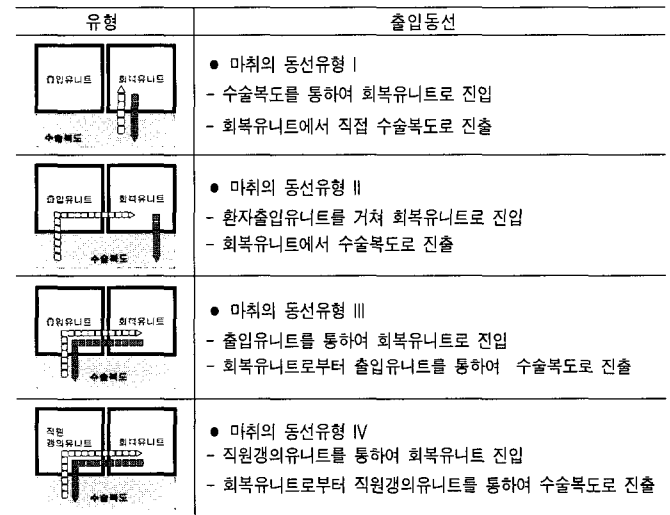 유형 출입동선
출입유니트 회복유니트
수술복도
● 마취의 동선유형 Ⅰ
- 수술복도를 통하여 회복유니트로 진입
- 회복유니트에서 직접 수술복도로 진출
출입유니트 회복유니트
수술복도
● 마취의 동선유형 Ⅱ
- 환자출입유니트를 거쳐 회복유니트로 진입
- 회복유니트에서 수술복도로 진출
출입유니트 회복유니트
수술복도
● 마취의 동선유형 Ⅲ
- 출입유니트를 통하여 회복유니트로 진입
- 회복유니트로부터 출입유니트를 통하여 수술복도로 진출
직원
갱의유니트 회복유니트
수술복도
● 마취의 동선유형 Ⅳ
- 직원갱의유니트를 통하여 회복유니트 진입
- 회복유니트로부터 직원갱의유니트를 통하여 수술복도로 진출